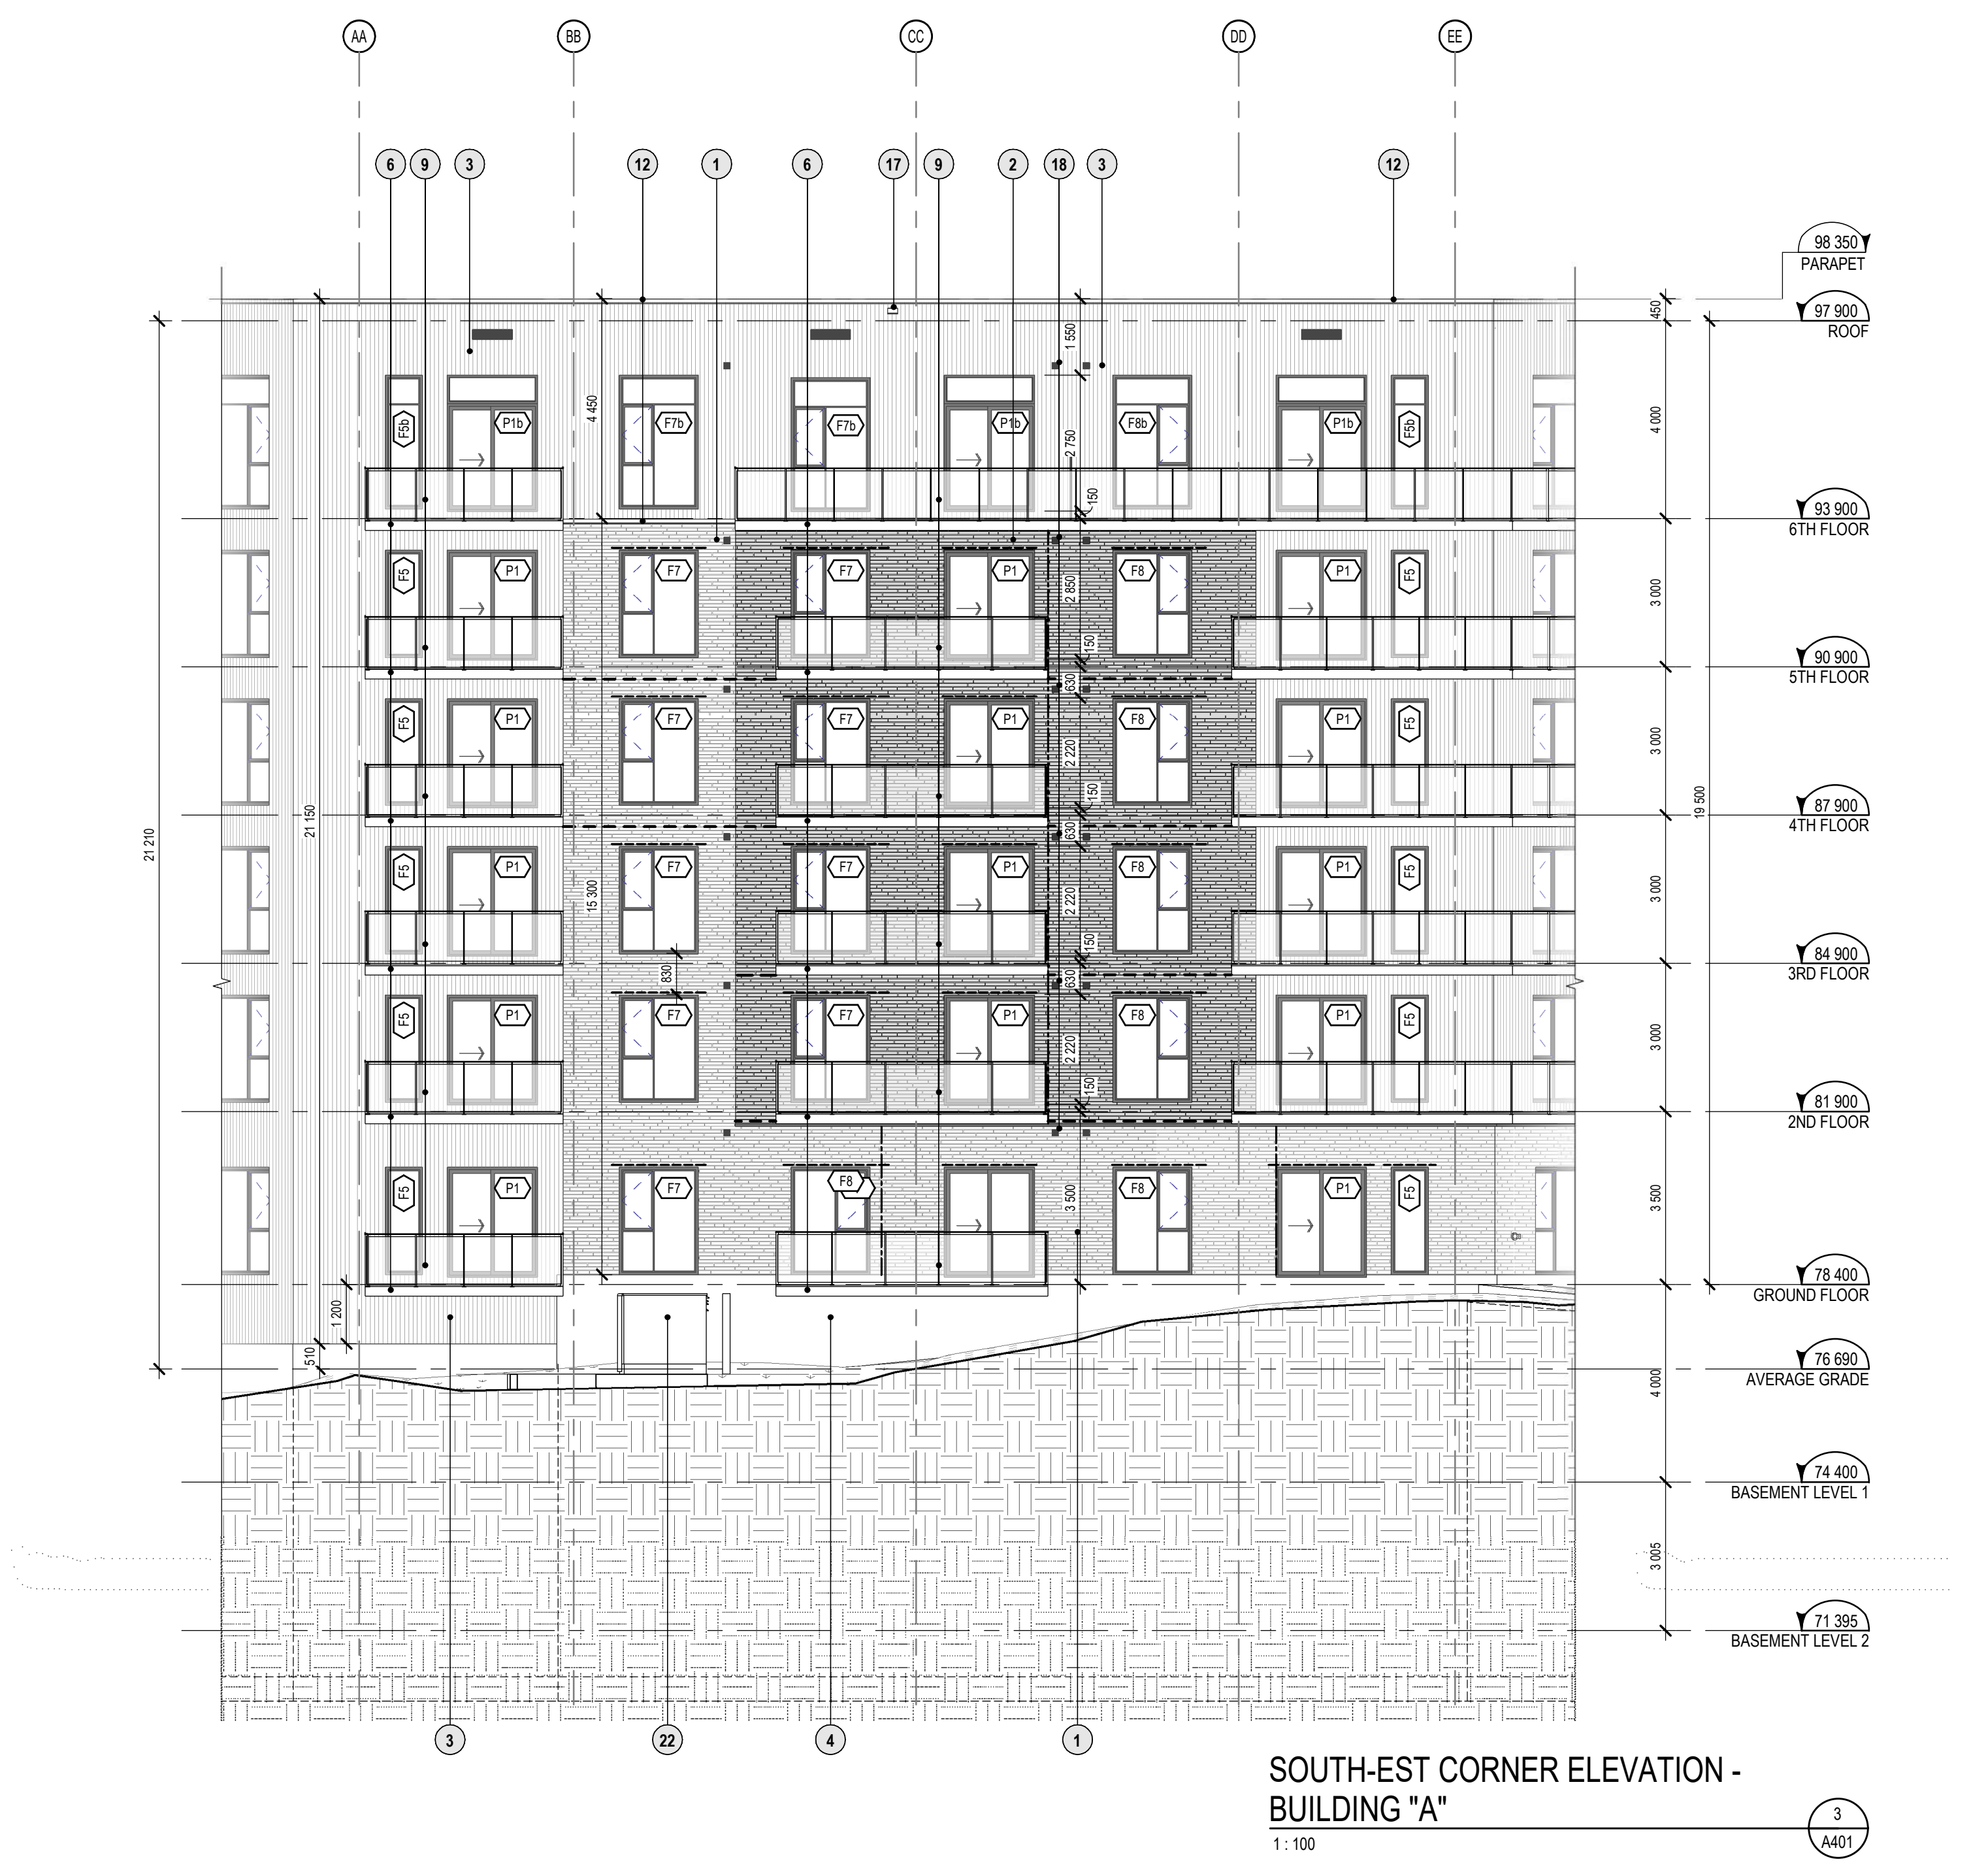 AA BB CC DD EE
6 9 3 12 1 6 17 9 2 18 3 12
98 350
PARAPET
97 900
ROOF
450
1 550
4 450
4 000
2 750
150
F5b P1b F7b F7b P1b F8b P1b F5b
93 900
6TH FLOOR
F5 P1 F7 F7 P1 F8 P1 F5
2 850
3 000
150
90 900
5TH FLOOR
630
F5 P1 F7 F7 P1 F8 P1 F5
2 220
3 000
150
21 210
21 150
19 500
87 900
4TH FLOOR
630
F5 P1 F7 F7 P1 F8 P1 F5
15 300
2 220
3 000
150
830
84 900
3RD FLOOR
630
F5 P1 F7 F7 P1 F8 P1 F5
2 220
3 000
150
81 900
2ND FLOOR
F5 P1 F7 F8 F8 P1 F5
3 500
3 500
78 400
GROUND FLOOR
1 200
510
76 690
AVERAGE GRADE
4 000
74 400
BASEMENT LEVEL 1
3 005
71 395
BASEMENT LEVEL 2
3 22 4 1
SOUTH-EST CORNER ELEVATION -
BUILDING "A"
1 : 100
3
A401